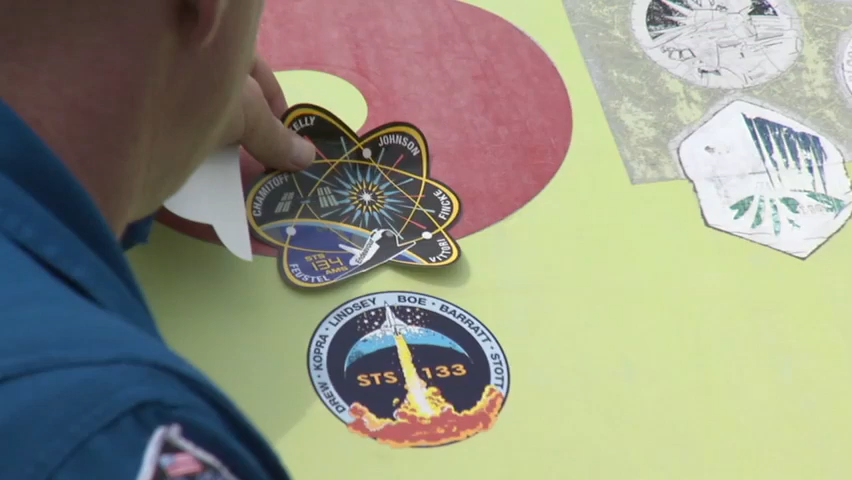 KELLY
JOHNSON
CHAMITOFF
FINCKE
VITTORI
STS
134
AMS
FEUSTEL
DREW · KOPRA · LINDSEY BOE · BARRATT · STOTT
STS 133